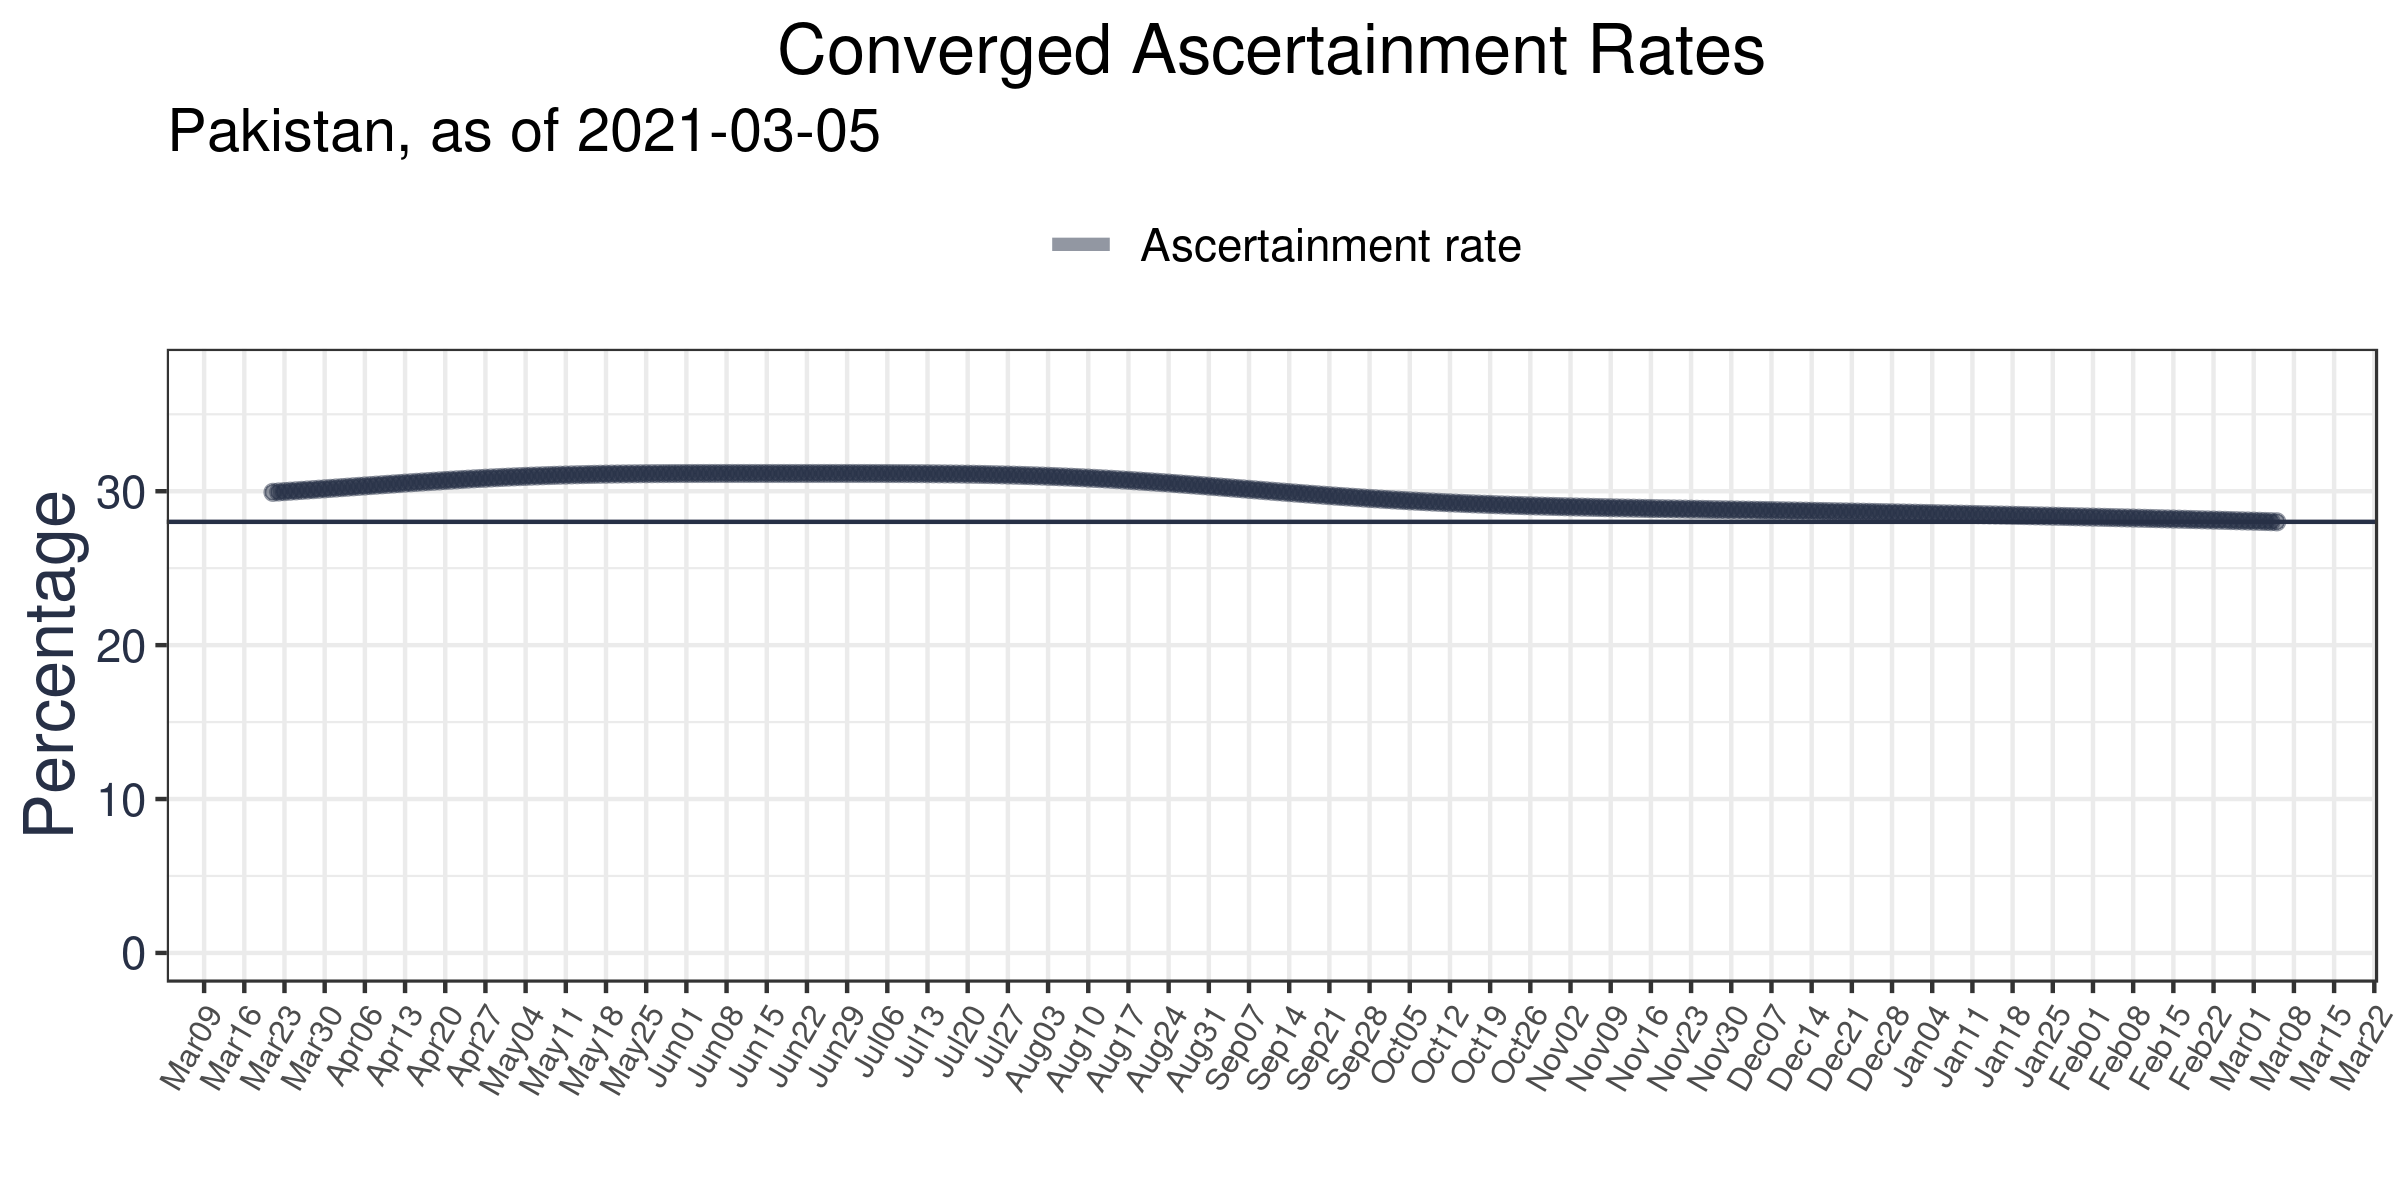 Converged Ascertainment Rates
Pakistan, as of 2021-03-05
Ascertainment rate
Percentage
30
20
10
0
Mar09 Mar16 Mar23 Mar30 Apr06 Apr13 Apr20 Apr27 May04 May11 May18 May25 Jun01 Jun08 Jun15 Jun22 Jun29 Jul06 Jul13 Jul20 Jul27 Aug03 Aug10 Aug17 Aug24 Aug31 Sep07 Sep14 Sep21 Sep28 Oct05 Oct12 Oct19 Oct26 Nov02 Nov09 Nov16 Nov23 Nov30 Dec07 Dec14 Dec21 Dec28 Jan04 Jan11 Jan18 Jan25 Feb01 Feb08 Feb15 Feb22 Mar01 Mar08 Mar15 Mar22